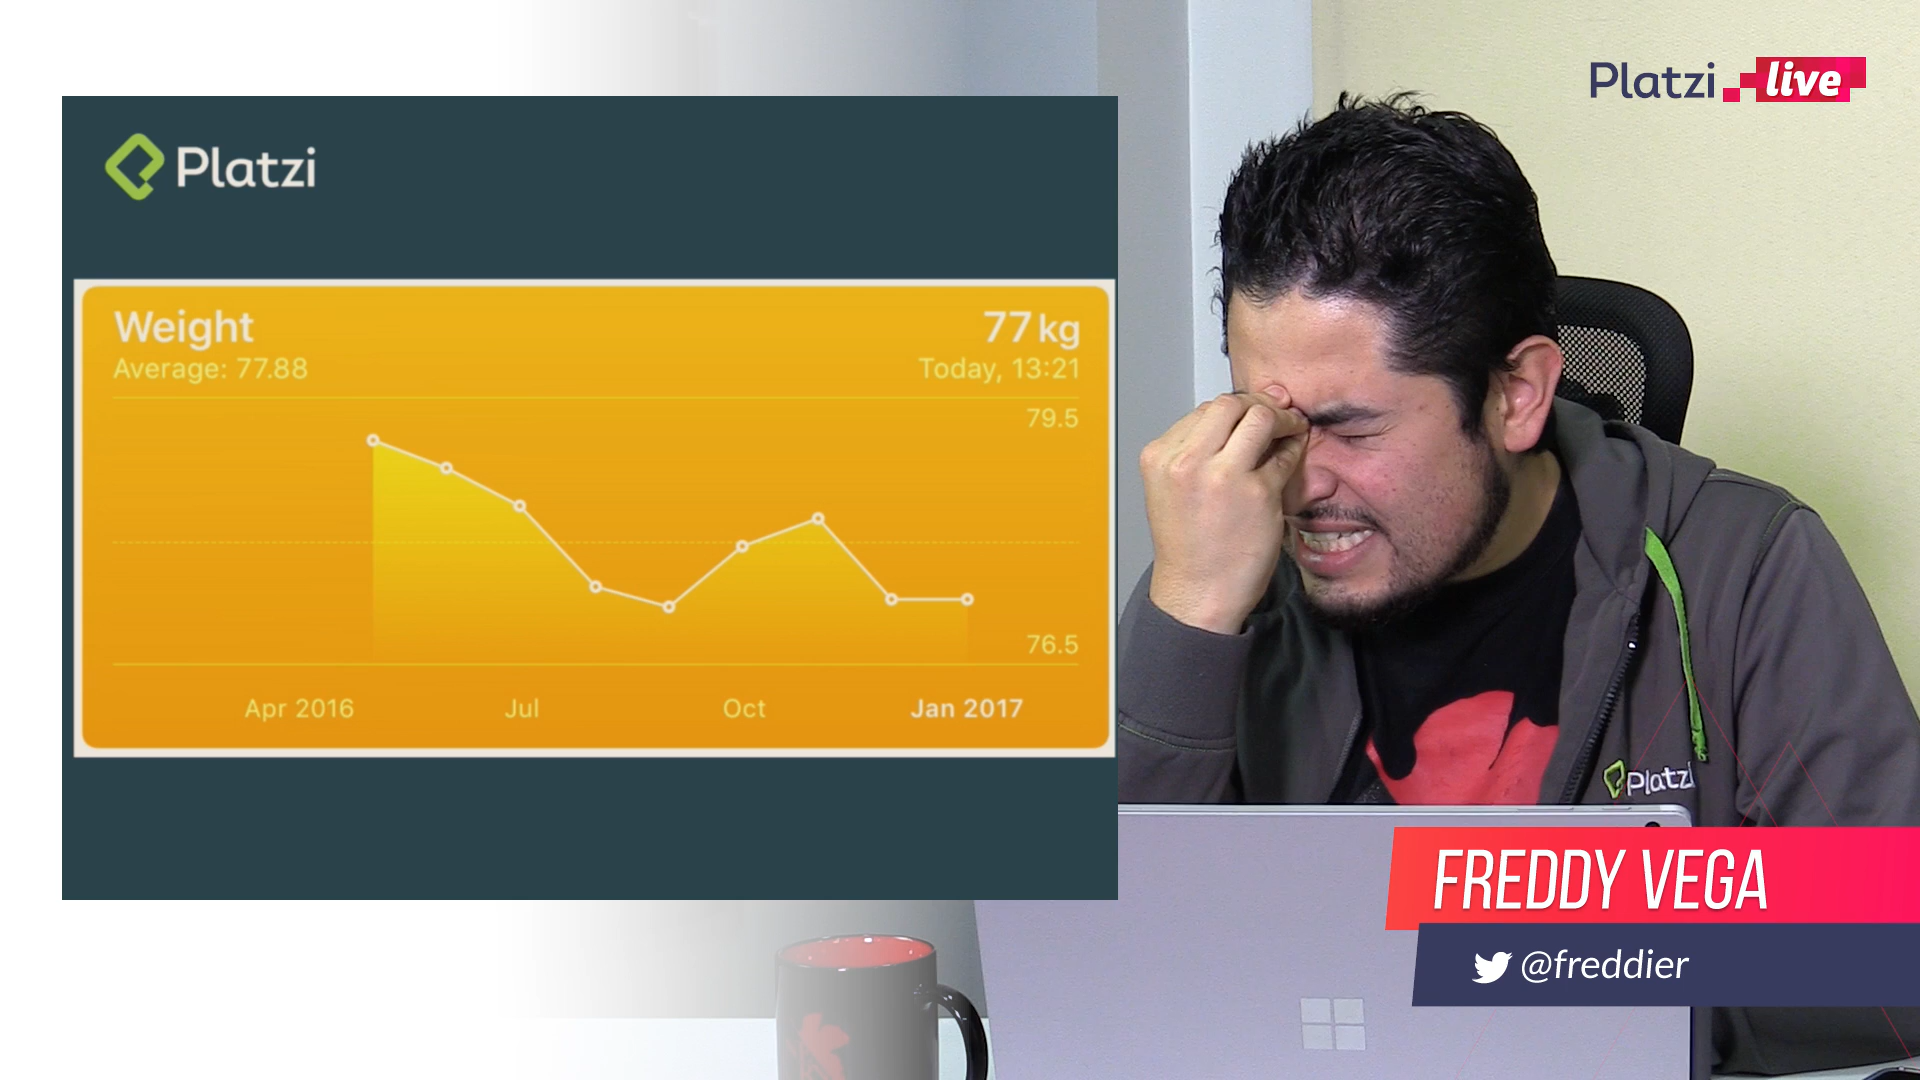 Platzi live
Platzi
Weight
77 kg
Average: 77.88
Today, 13:21
79.5
76.5
Apr 2016
Jul
Oct
Jan 2017
Platzi
FREDDY VEGA
@freddier